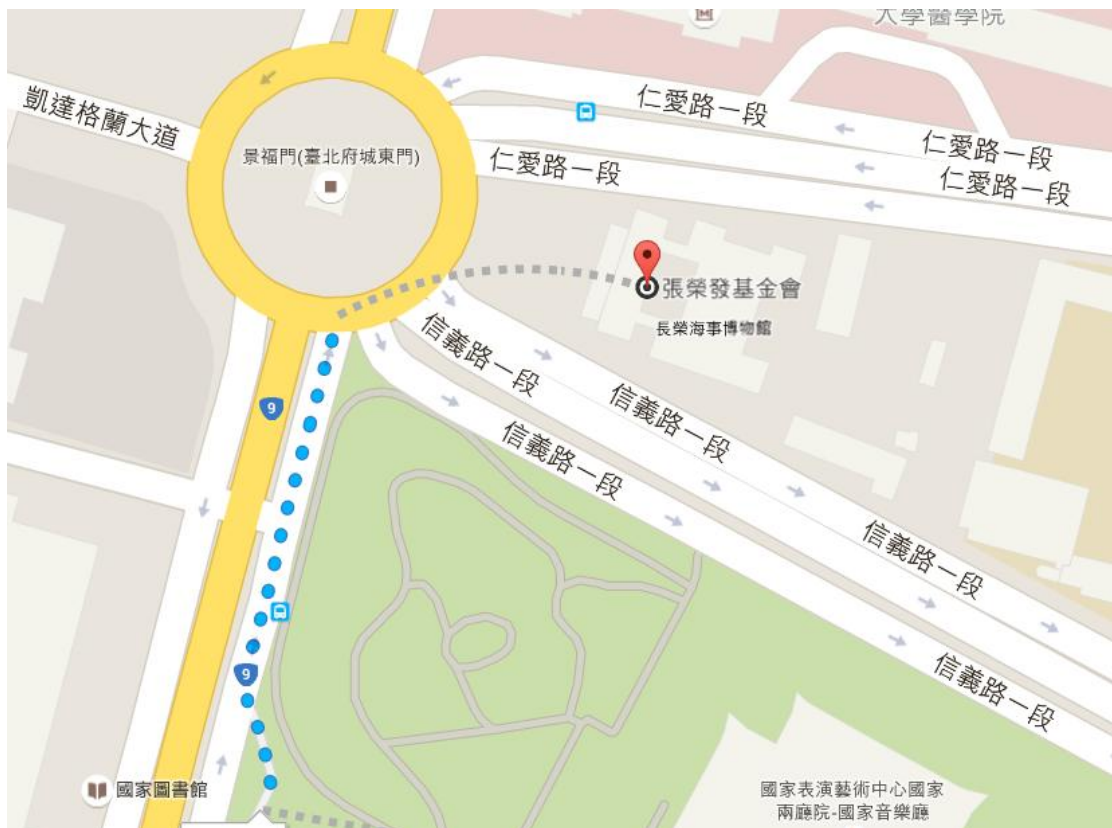 大學醫學院
凱達格蘭大道
仁愛路一段
仁愛路一段
仁愛路一段
仁愛路一段
景福門(臺北府城東門)
張榮發基金會
長榮海事博物館
信義路一段
信義路一段
信義路一段
信義路一段
信義路一段
9
9
國家圖書館
國家表演藝術中心國家
兩廳院-國家音樂廳